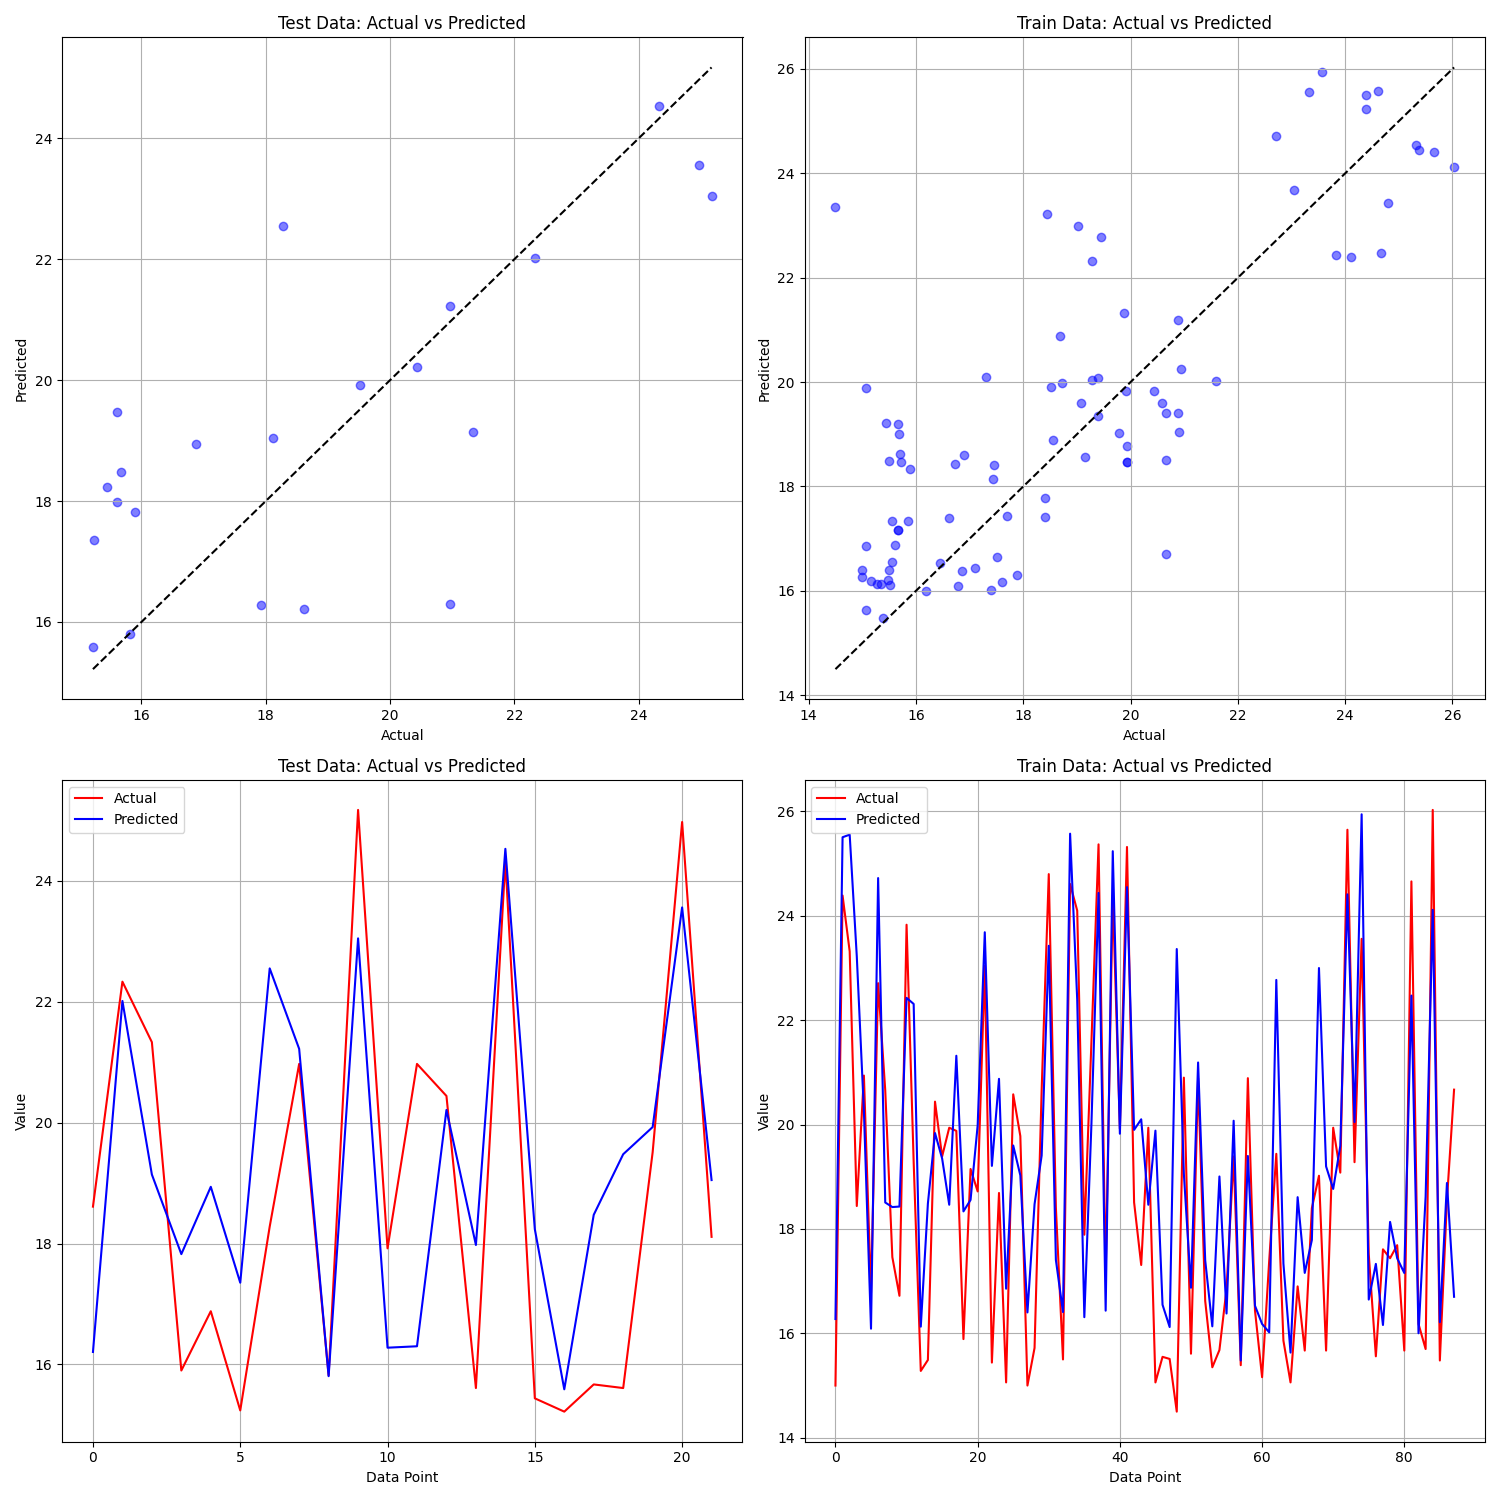 Test Data: Actual vs Predicted
Predicted
24
22
20
18
16
16 18 20 22 24
Actual
Train Data: Actual vs Predicted
Predicted
26
24
22
20
18
16
14
14 16 18 20 22 24 26
Actual
Test Data: Actual vs Predicted
Actual
Predicted
Value
24
22
20
18
16
0 5 10 15 20
Data Point
Train Data: Actual vs Predicted
Actual
Predicted
Value
26
24
22
20
18
16
14
0 20 40 60 80
Data Point